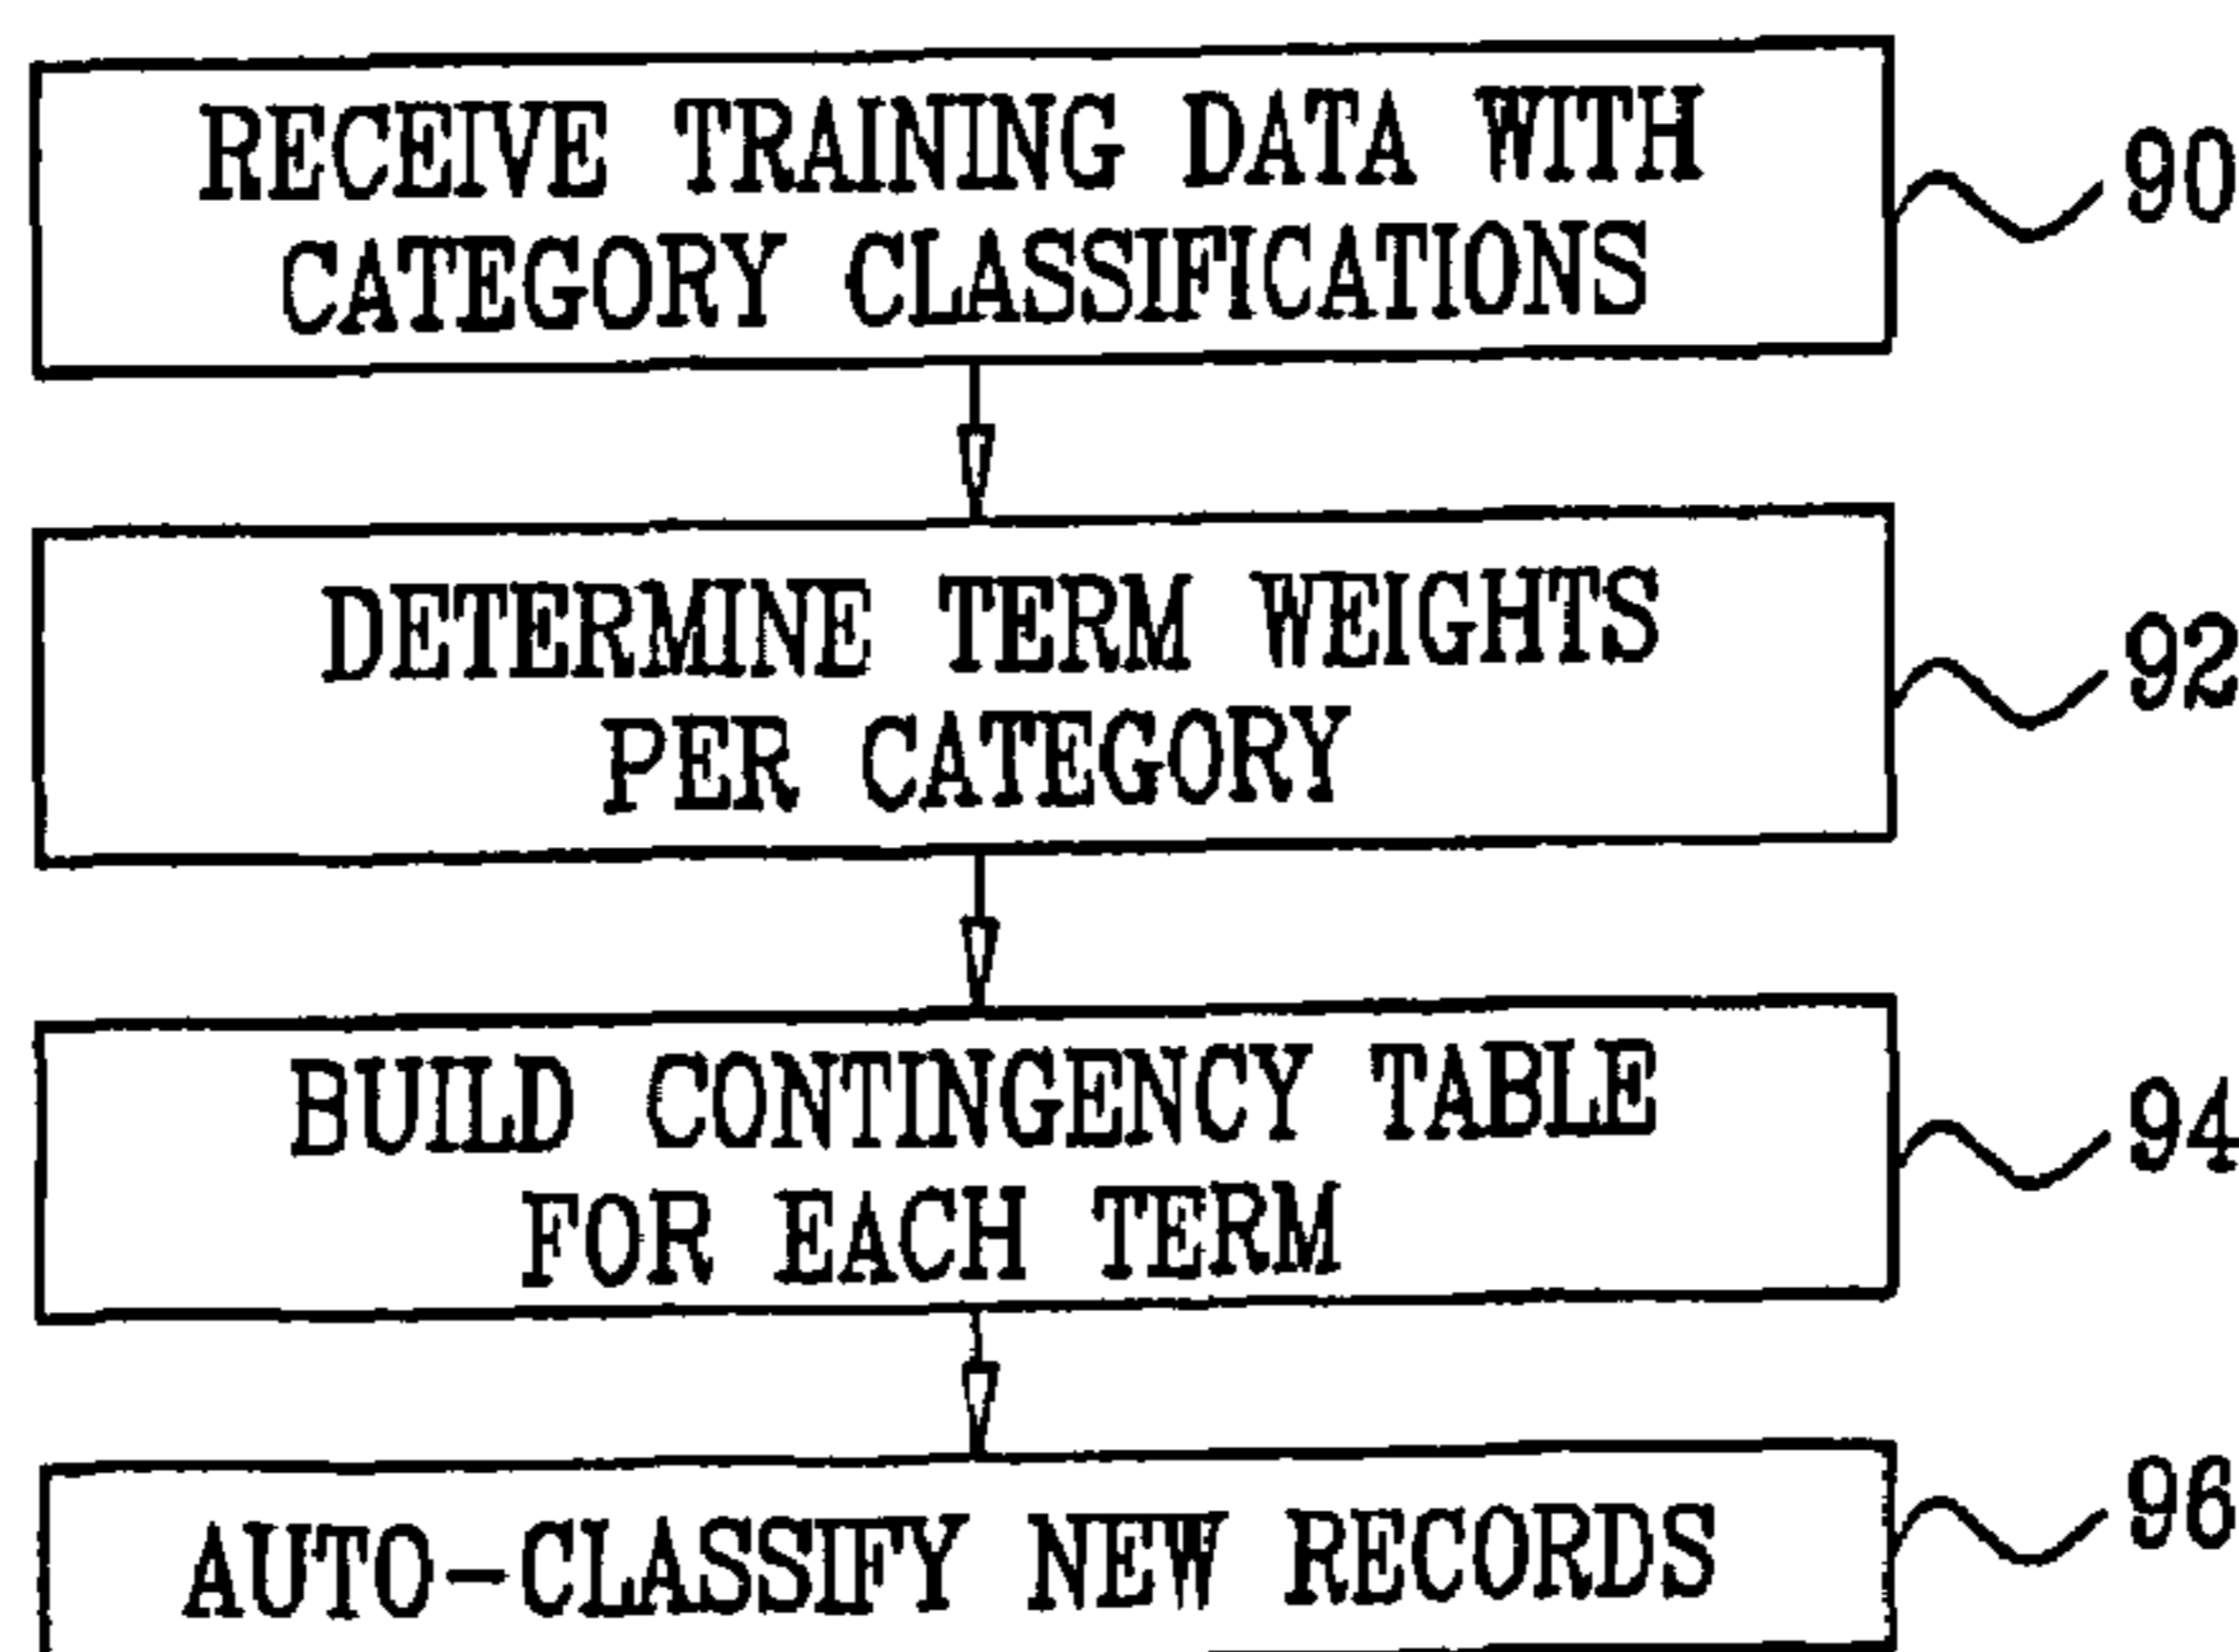 RECEIVE TRAINING DATA WITH
CATEGORY CLASSIFICATIONS
90
DETERMINE TERM WEIGHTS
PER CATEGORY
92
BUILD CONTINGENCY TABLE
FOR EACH TERM
94
AUTO-CLASSIFY NEW RECORDS
96